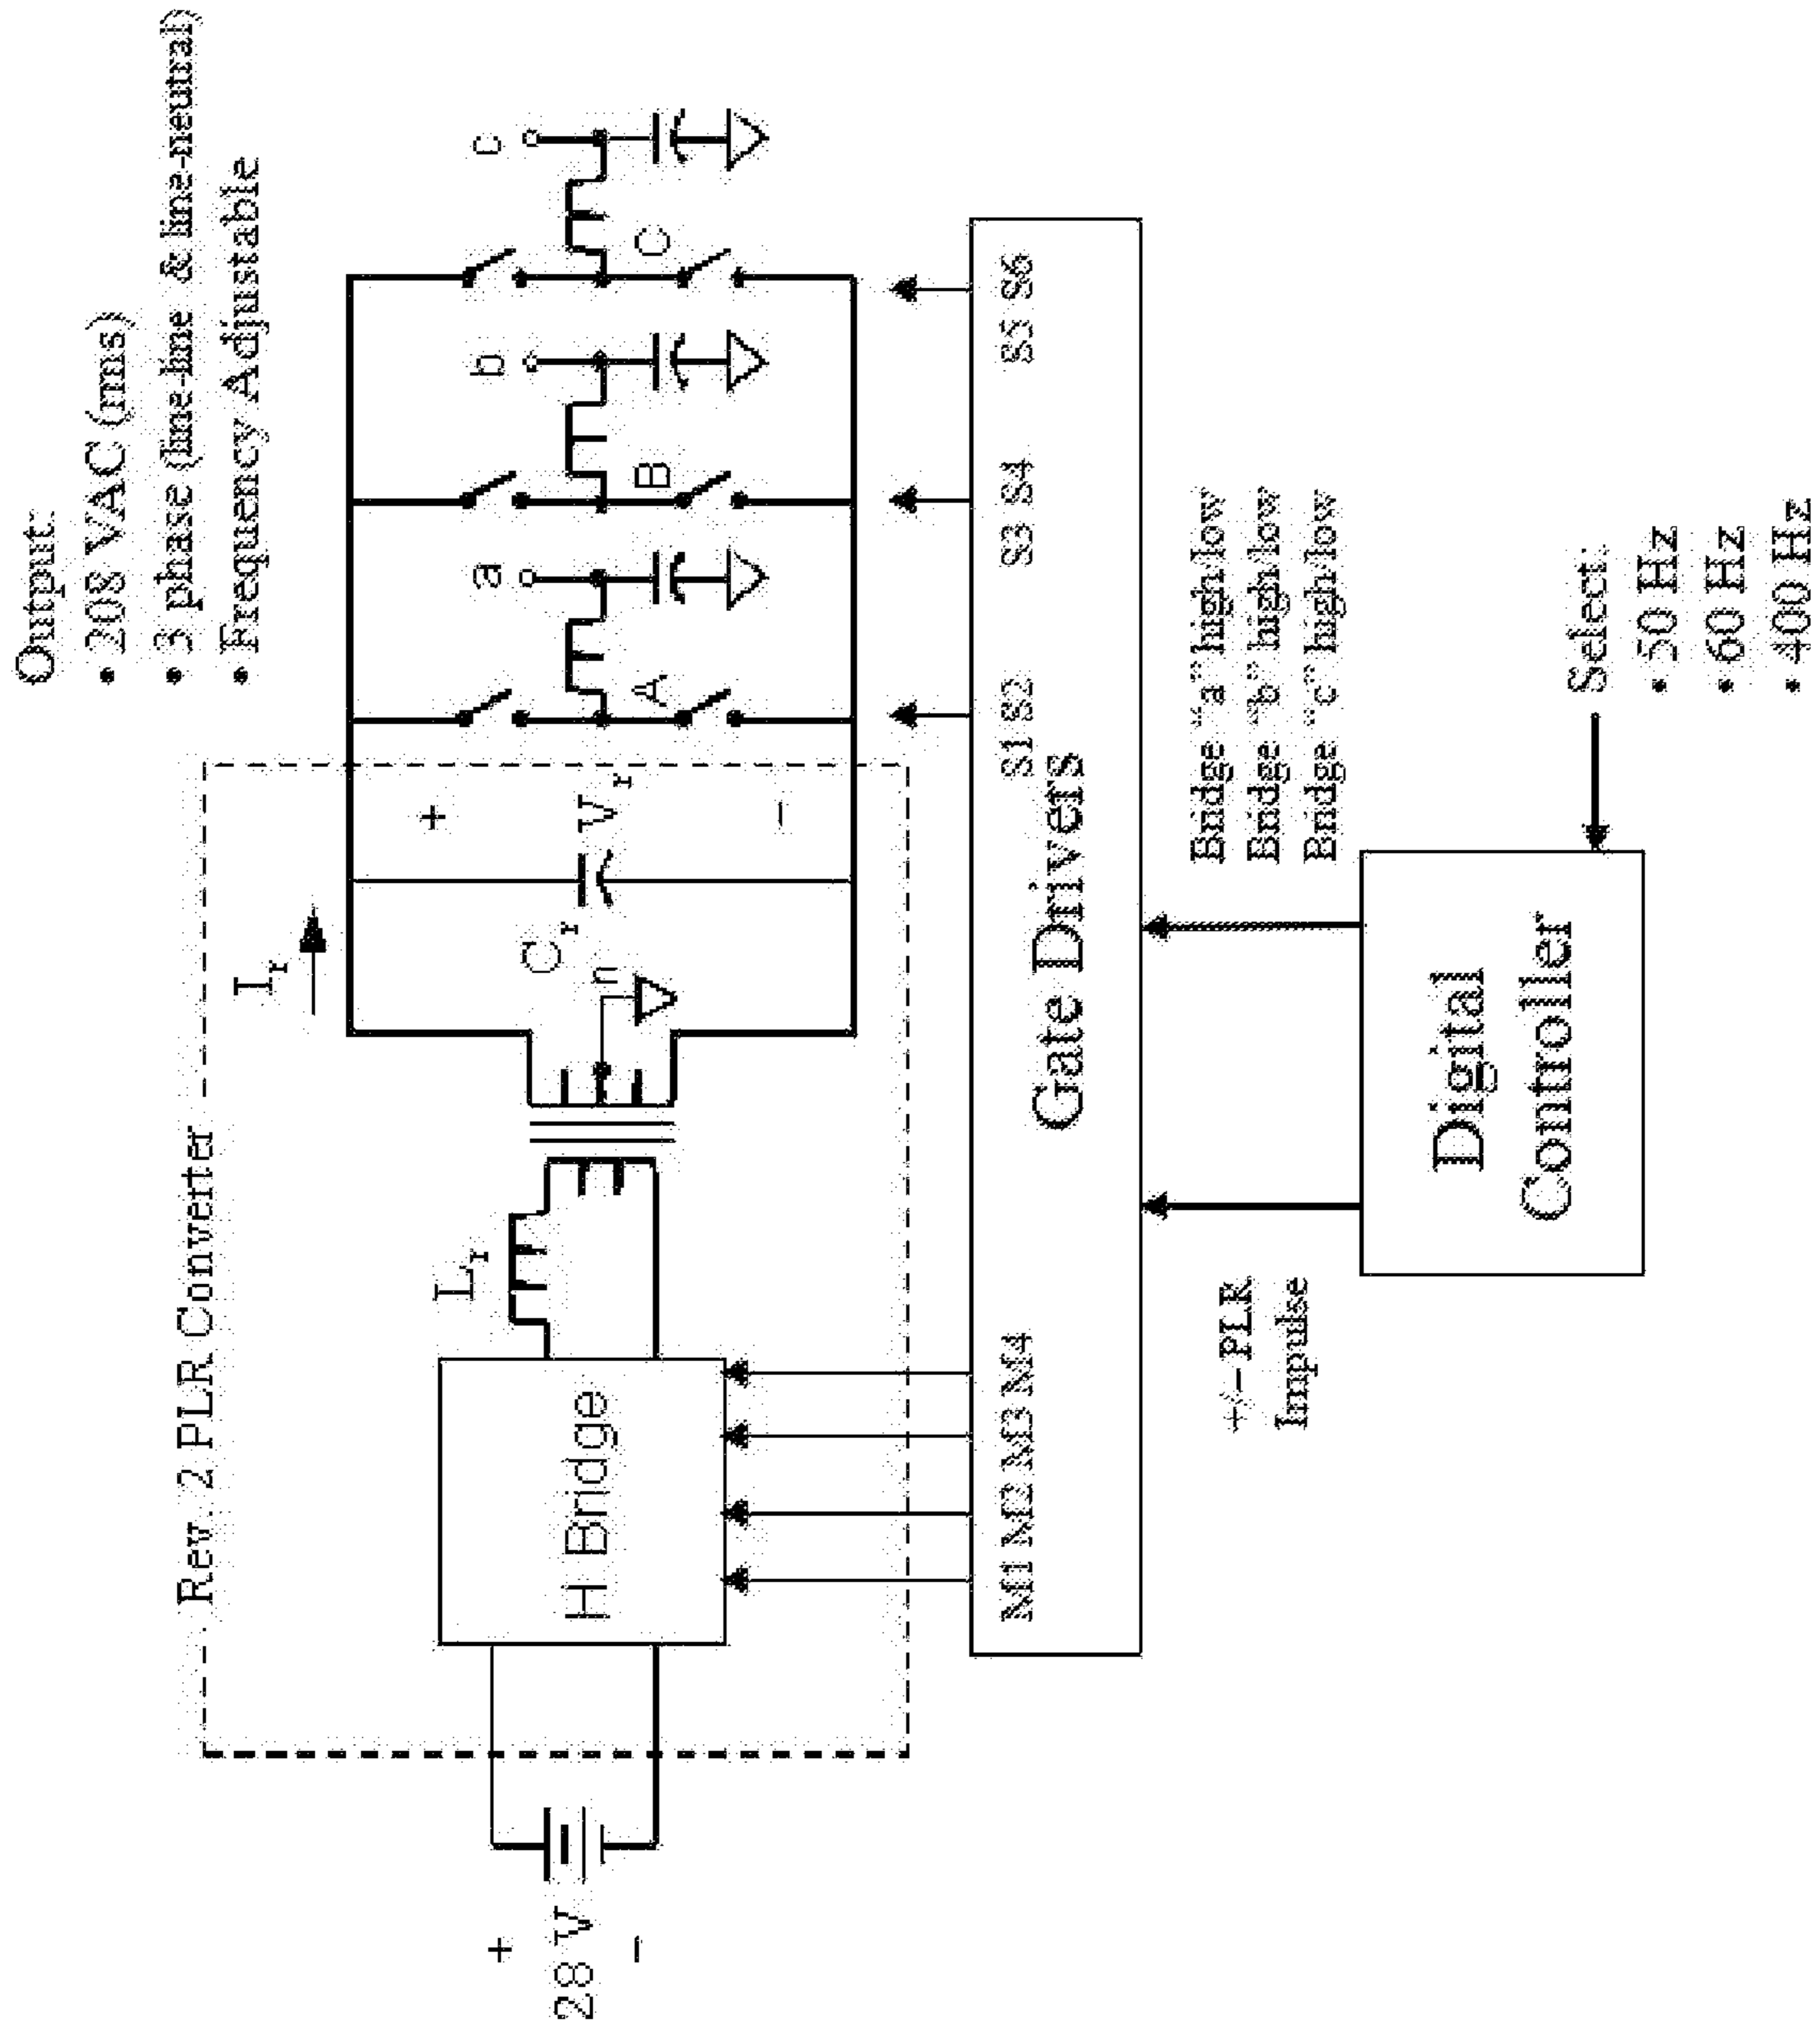 Output:
• 208 VAC (rms)
• 3 phase (line-line & line-neutral)
• Frequency Adjustable
Rev. 2 PLR Converter
I r
+
28 V
−
H Bridge
L r
n
C r
+
V r
−
A
a
B
b
C
c
M1 M2 M3 M4
S1 S2
S3 S4
S5 S6
Gate Drivers
+/−PLR
Impulse
Bridge "a" high/low
Bridge "b" high/low
Bridge "c" high/low
Digital
Controller
Select:
• 50 Hz
• 60 Hz
• 400 Hz